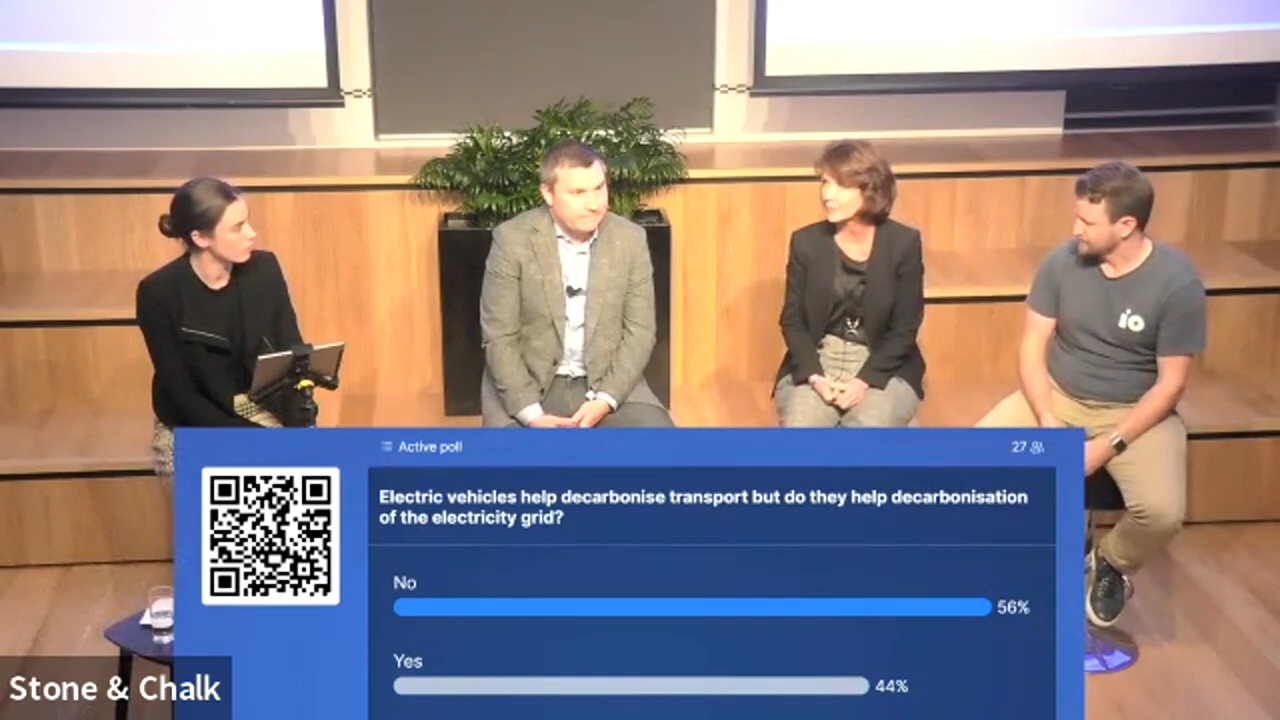 io
Active poll
27
Electric vehicles help decarbonise transport but do they help decarbonisation
of the electricity grid?
No
56%
Yes
44%
Stone & Chalk